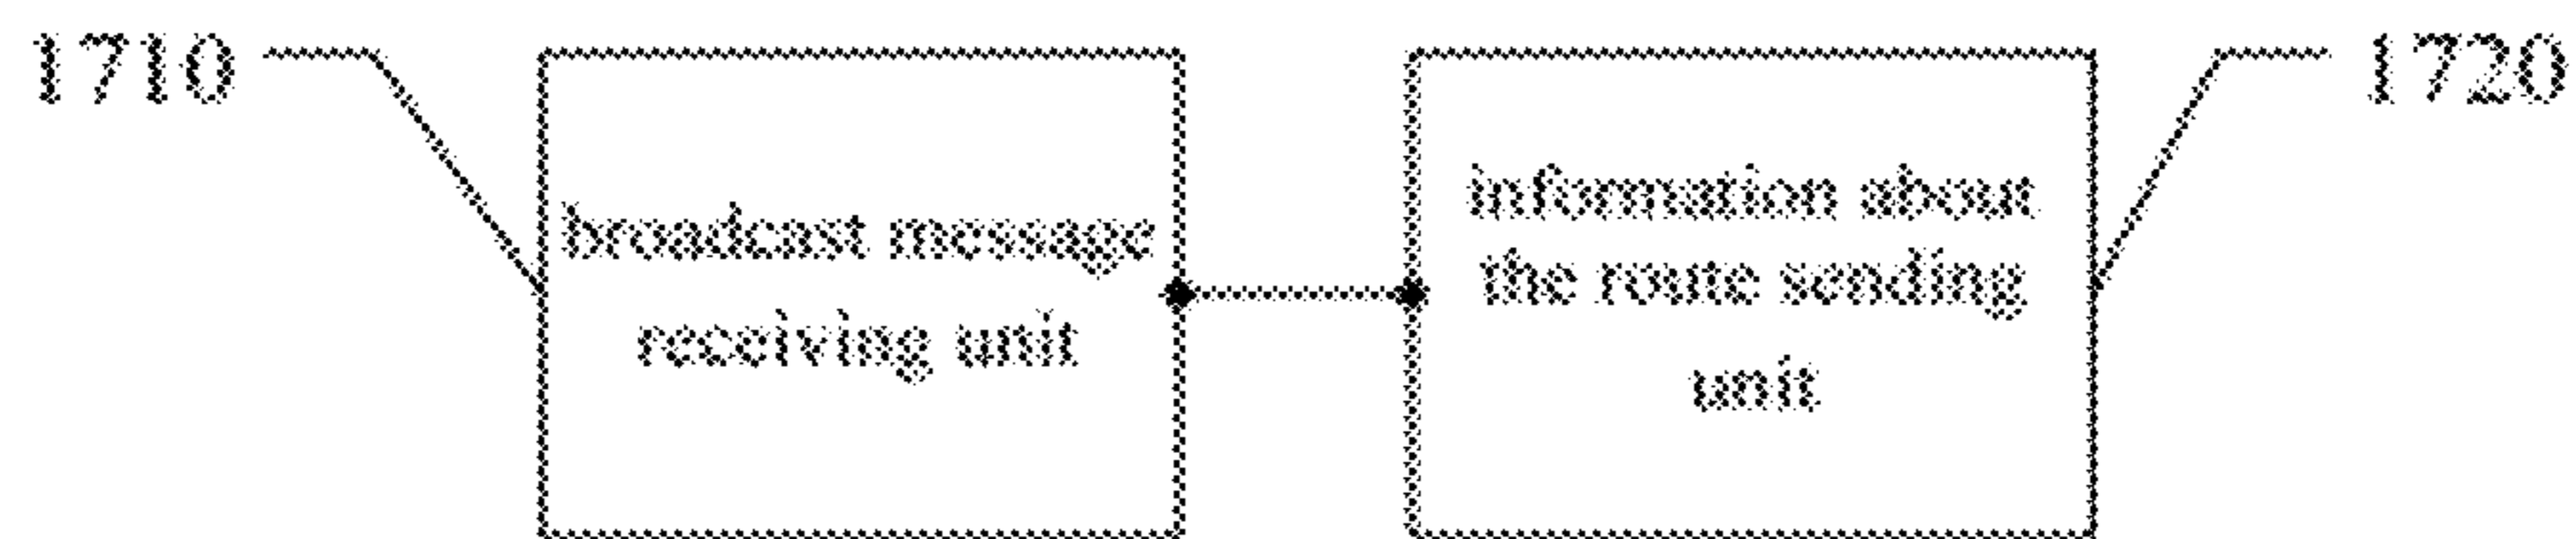 1710
broadcast message
receiving unit
information about
the route sending
unit
1720